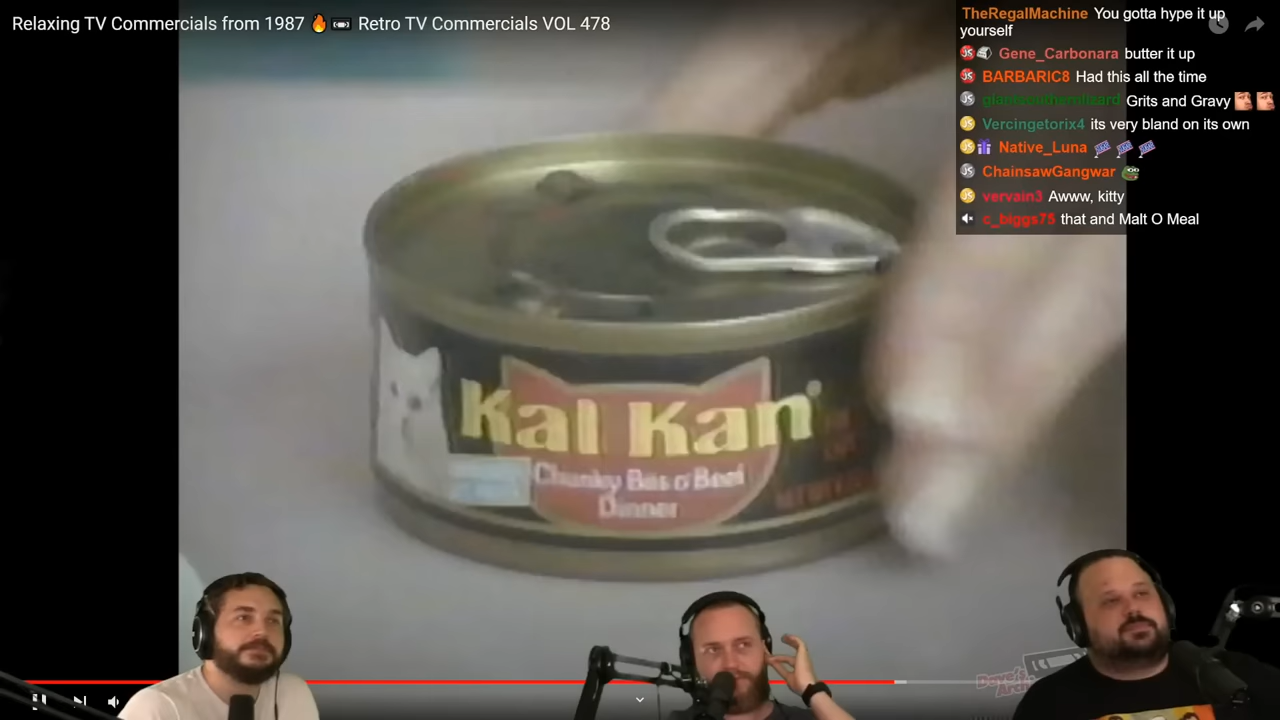 Relaxing TV Commercials from 1987 🔥📼 Retro TV Commercials VOL 478
TheRegalMachine You gotta hype it up
yourself
Gene_Carbonara butter it up
BARBARIC8 Had this all the time
Grits and Gravy
Vercingetorix4 its very bland on its own
Native_Luna
ChainsawGangwar
vervain3 Awww, kitty
c_biggs75 that and Malt O Meal
Kal Kan®
Chunky Bits o' Beef
Dinner
Dave's